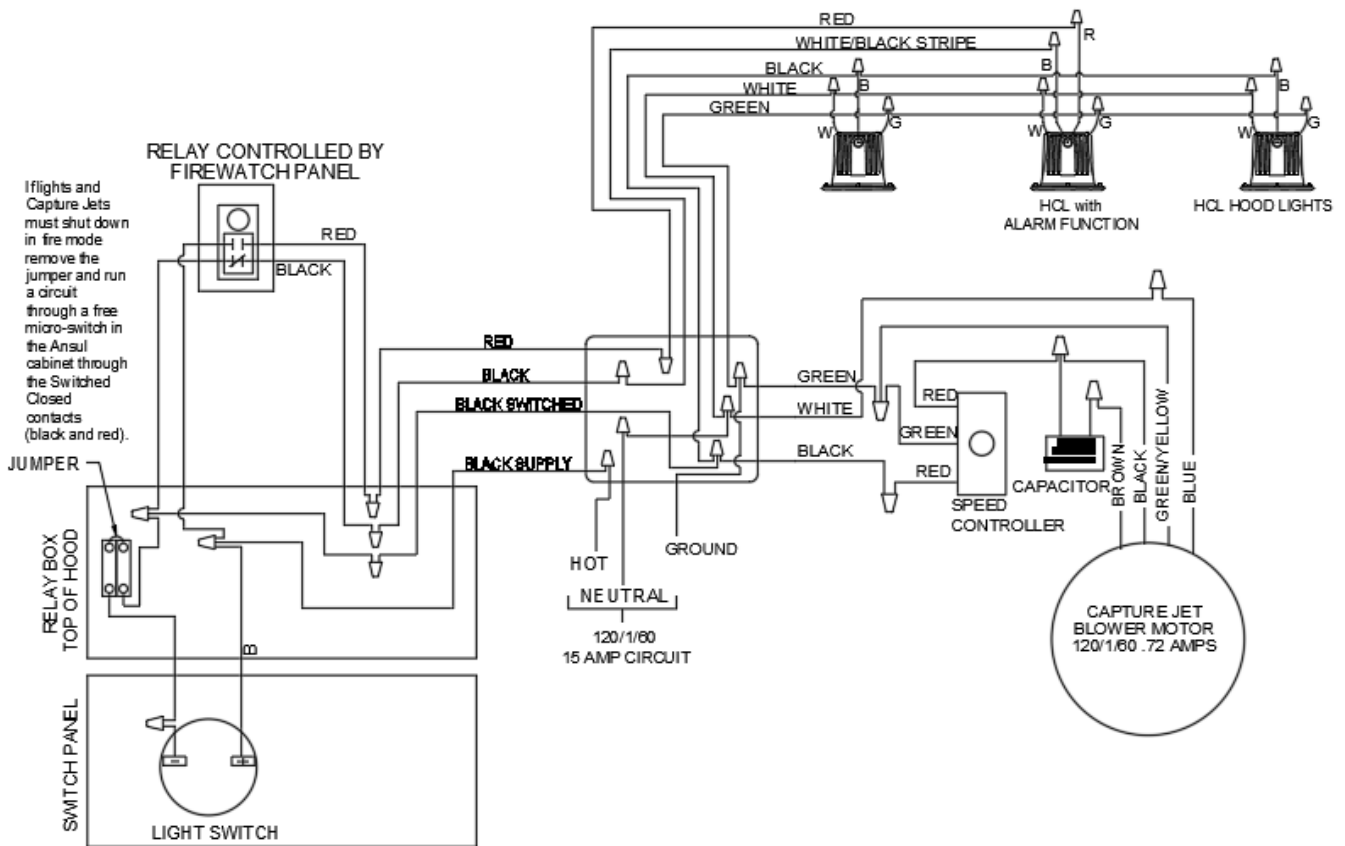 RED
WHITE/BLACK STRIPE
R
BLACK
B
B
B
WHITE
GREEN
W
G
W
G
W
G
HCL with
ALARM FUNCTION
HCL HOOD LIGHTS
RELAY CONTROLLED BY
FIREWATCH PANEL
If lights and
Capture Jets
must shut down
in fire mode
remove the
jumper and run
a circuit
through a free
micro-switch in
the Ansul
cabinet through
the Switched
Closed
contacts
(black and red).
RED
BLACK
JUMPER
RED
BLACK
BLACK SWITCHED
BLACK SUPPLY
GREEN
WHITE
BLACK
RED
GREEN
RED
SPEED
CONTROLLER
CAPACITOR
BROWN
BLACK
GREEN/YELLOW
BLUE
HOT
GROUND
NEUTRAL
120/1/60
15 AMP CIRCUIT
CAPTURE JET
BLOWER MOTOR
120/1/60 .72 AMPS
RELAY BOX
TOP OF HOOD
B
SWITCH PANEL
LIGHT SWITCH